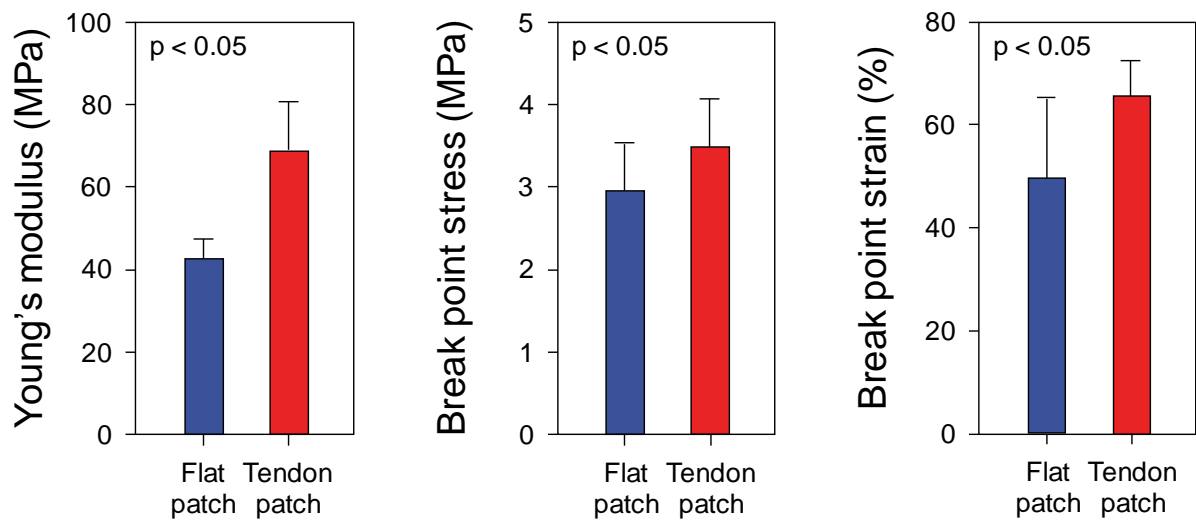 Young's modulus (MPa)
100
80
60
40
20
0
p < 0.05
Flat patch
Tendon patch
Break point stress (MPa)
5
4
3
2
1
0
p < 0.05
Flat patch
Tendon patch
Break point strain (%)
80
60
40
20
0
p < 0.05
Flat patch
Tendon patch